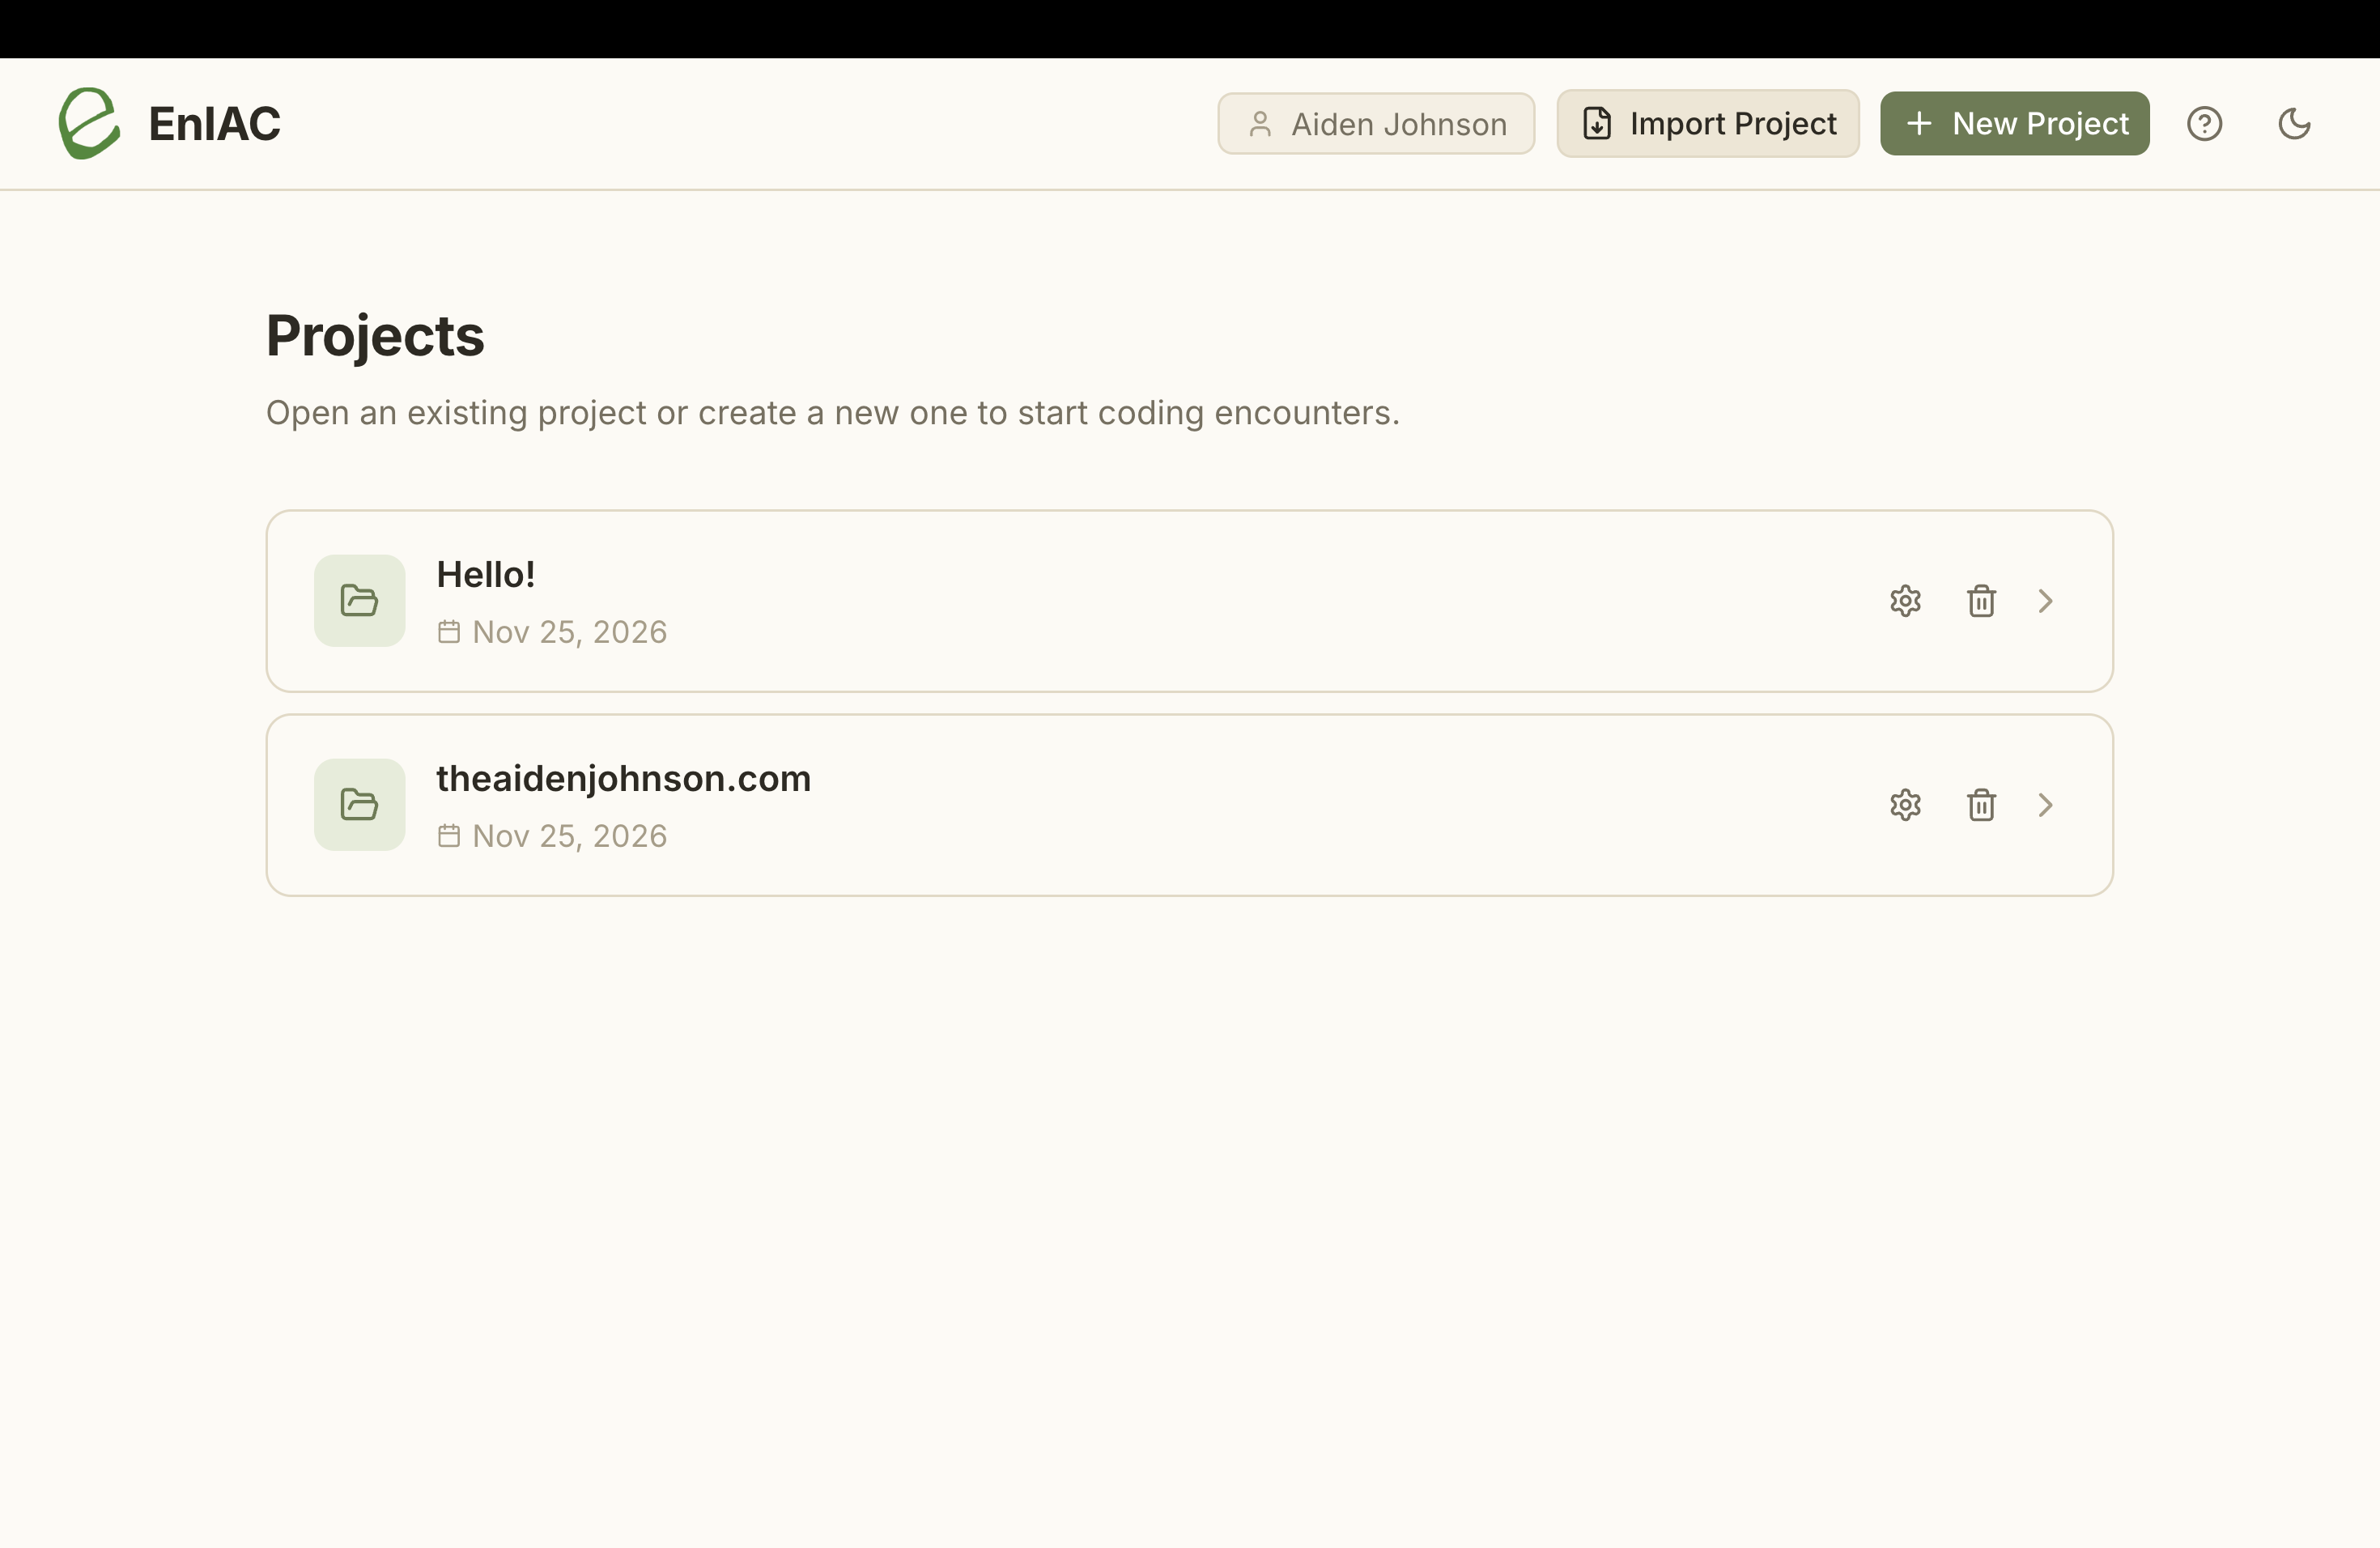 EnIAC
Aiden Johnson
Import Project
New Project
Projects
Open an existing project or create a new one to start coding encounters.
Hello!
Nov 25, 2026
theaidenjohnson.com
Nov 25, 2026